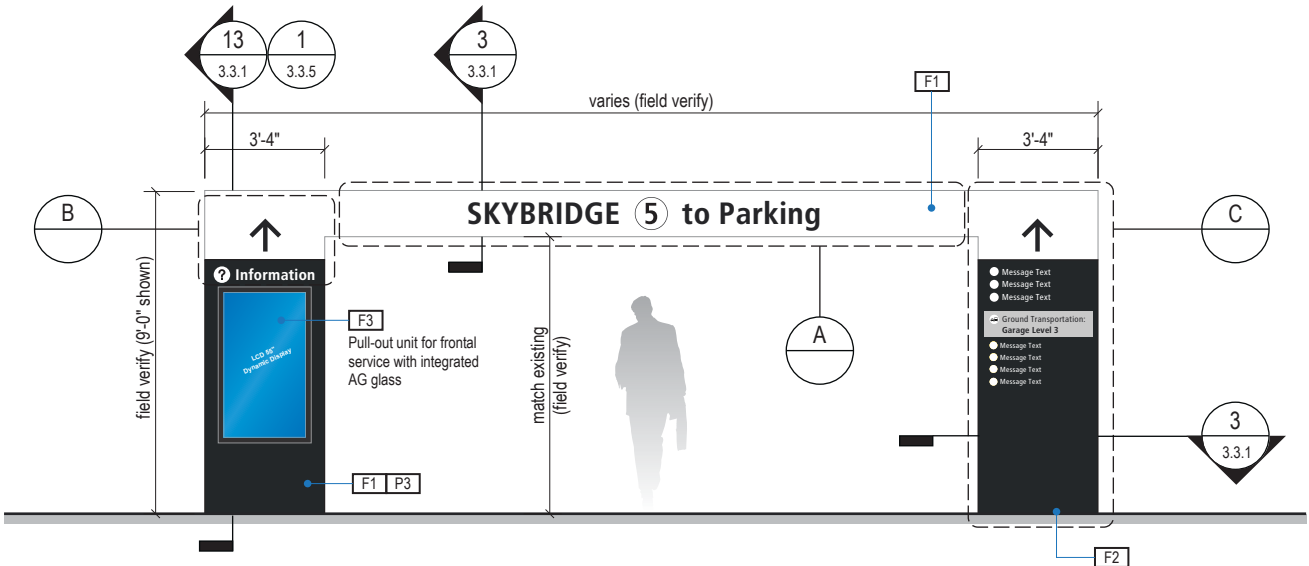 13
3.3.1
1
3.3.5
3
3.3.1
F1
varies (field verify)
3'-4"
3'-4"
B
C
SKYBRIDGE 5 to Parking
? Information
LCD 55"
Dynamic Display
F3
Pull-out unit for frontal
service with integrated
AG glass
field verify (9'-0" shown)
match existing
(field verify)
A
Message Text
Message Text
Message Text
Ground Transportation:
Garage Level 3
Message Text
Message Text
Message Text
Message Text
3
3.3.1
F1 P3
F2